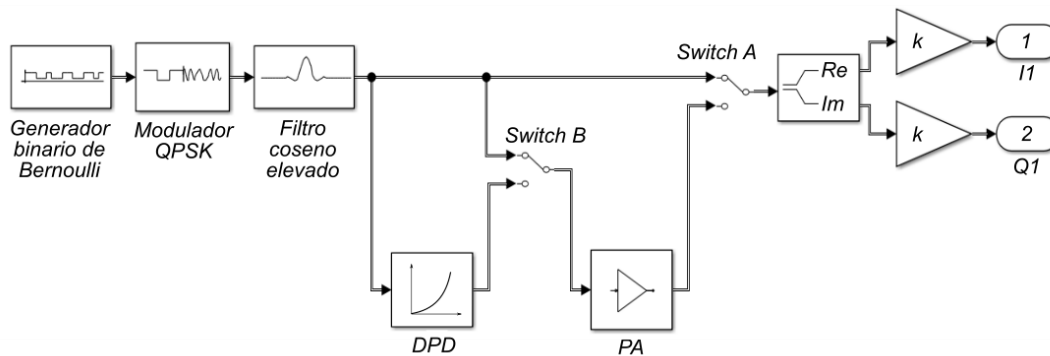 Generador
binario de
Bernoulli
Modulador
QPSK
Filtro
coseno
elevado
Switch B
DPD
PA
Switch A
Re
Im
k
1
I1
k
2
Q1